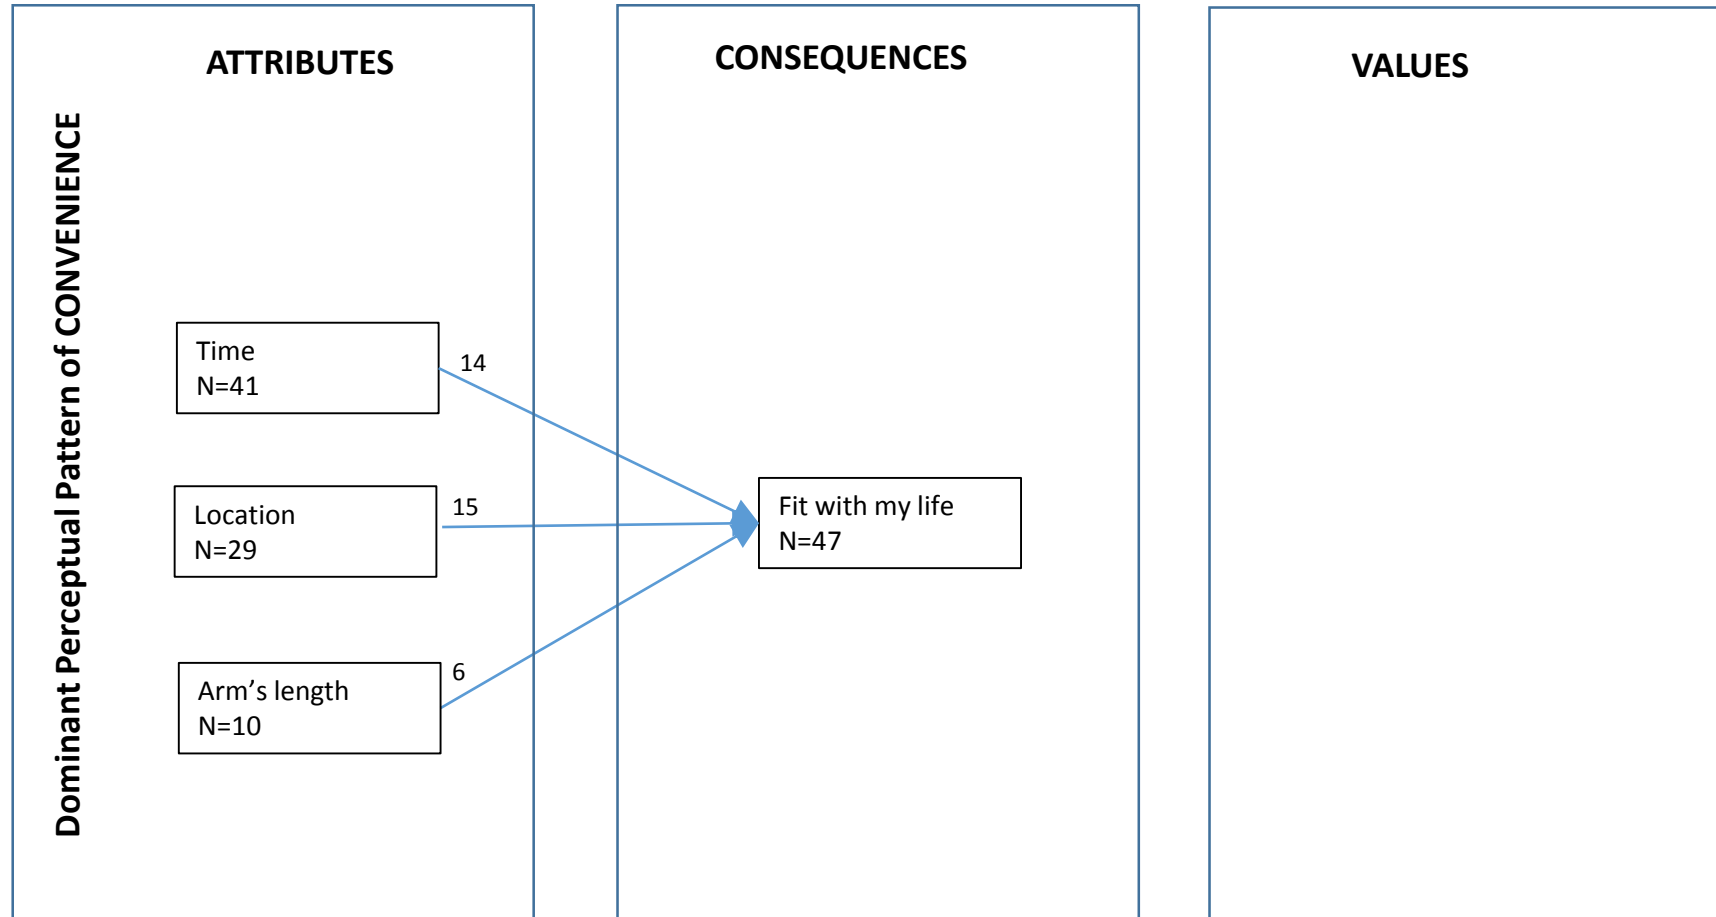 Dominant Perceptual Pattern of CONVENIENCE
ATTRIBUTES
Time
N=41
14
Location
N=29
15
Arm’s length
N=10
6
CONSEQUENCES
Fit with my life
N=47
VALUES